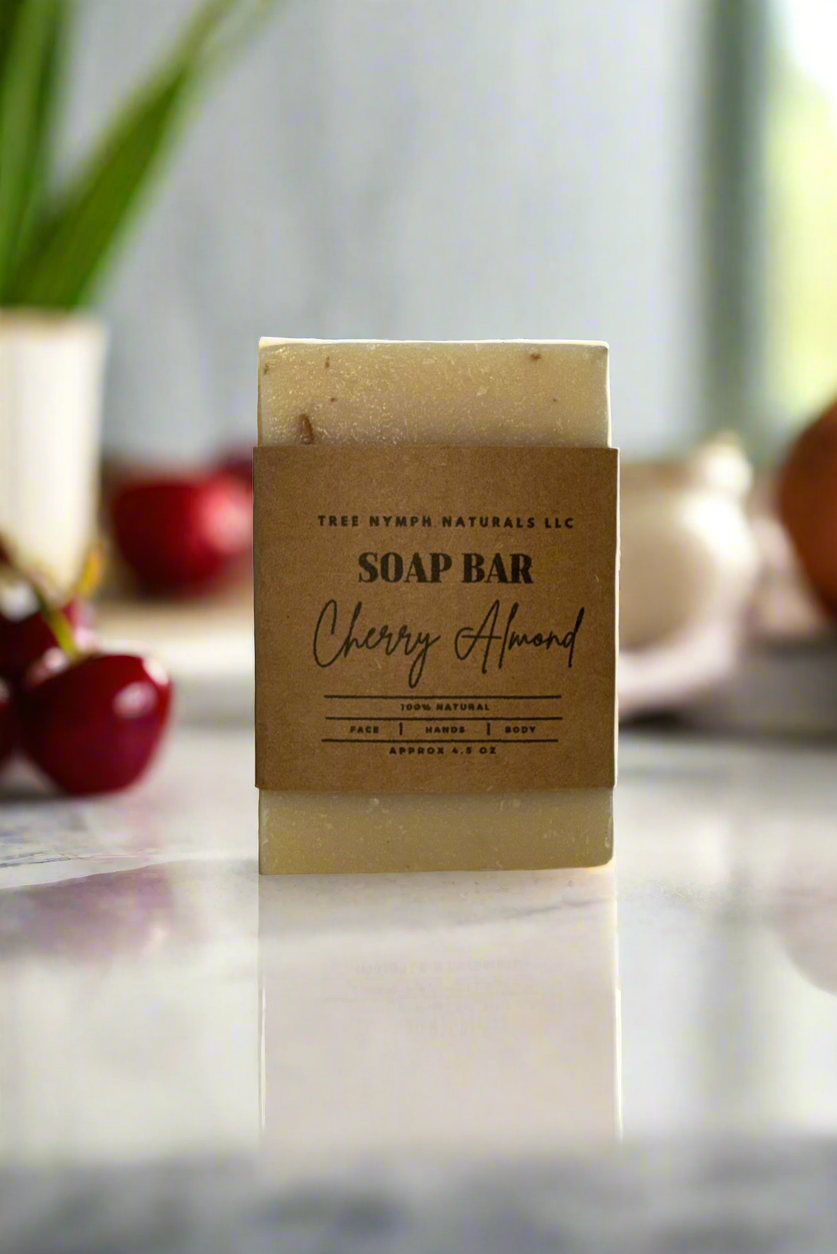 TREE NYMPH NATURALS LLC
SOAP BAR
Cherry Almond
100% NATURAL
FACE | HANDS | BODY
APPROX 4.5 OZ